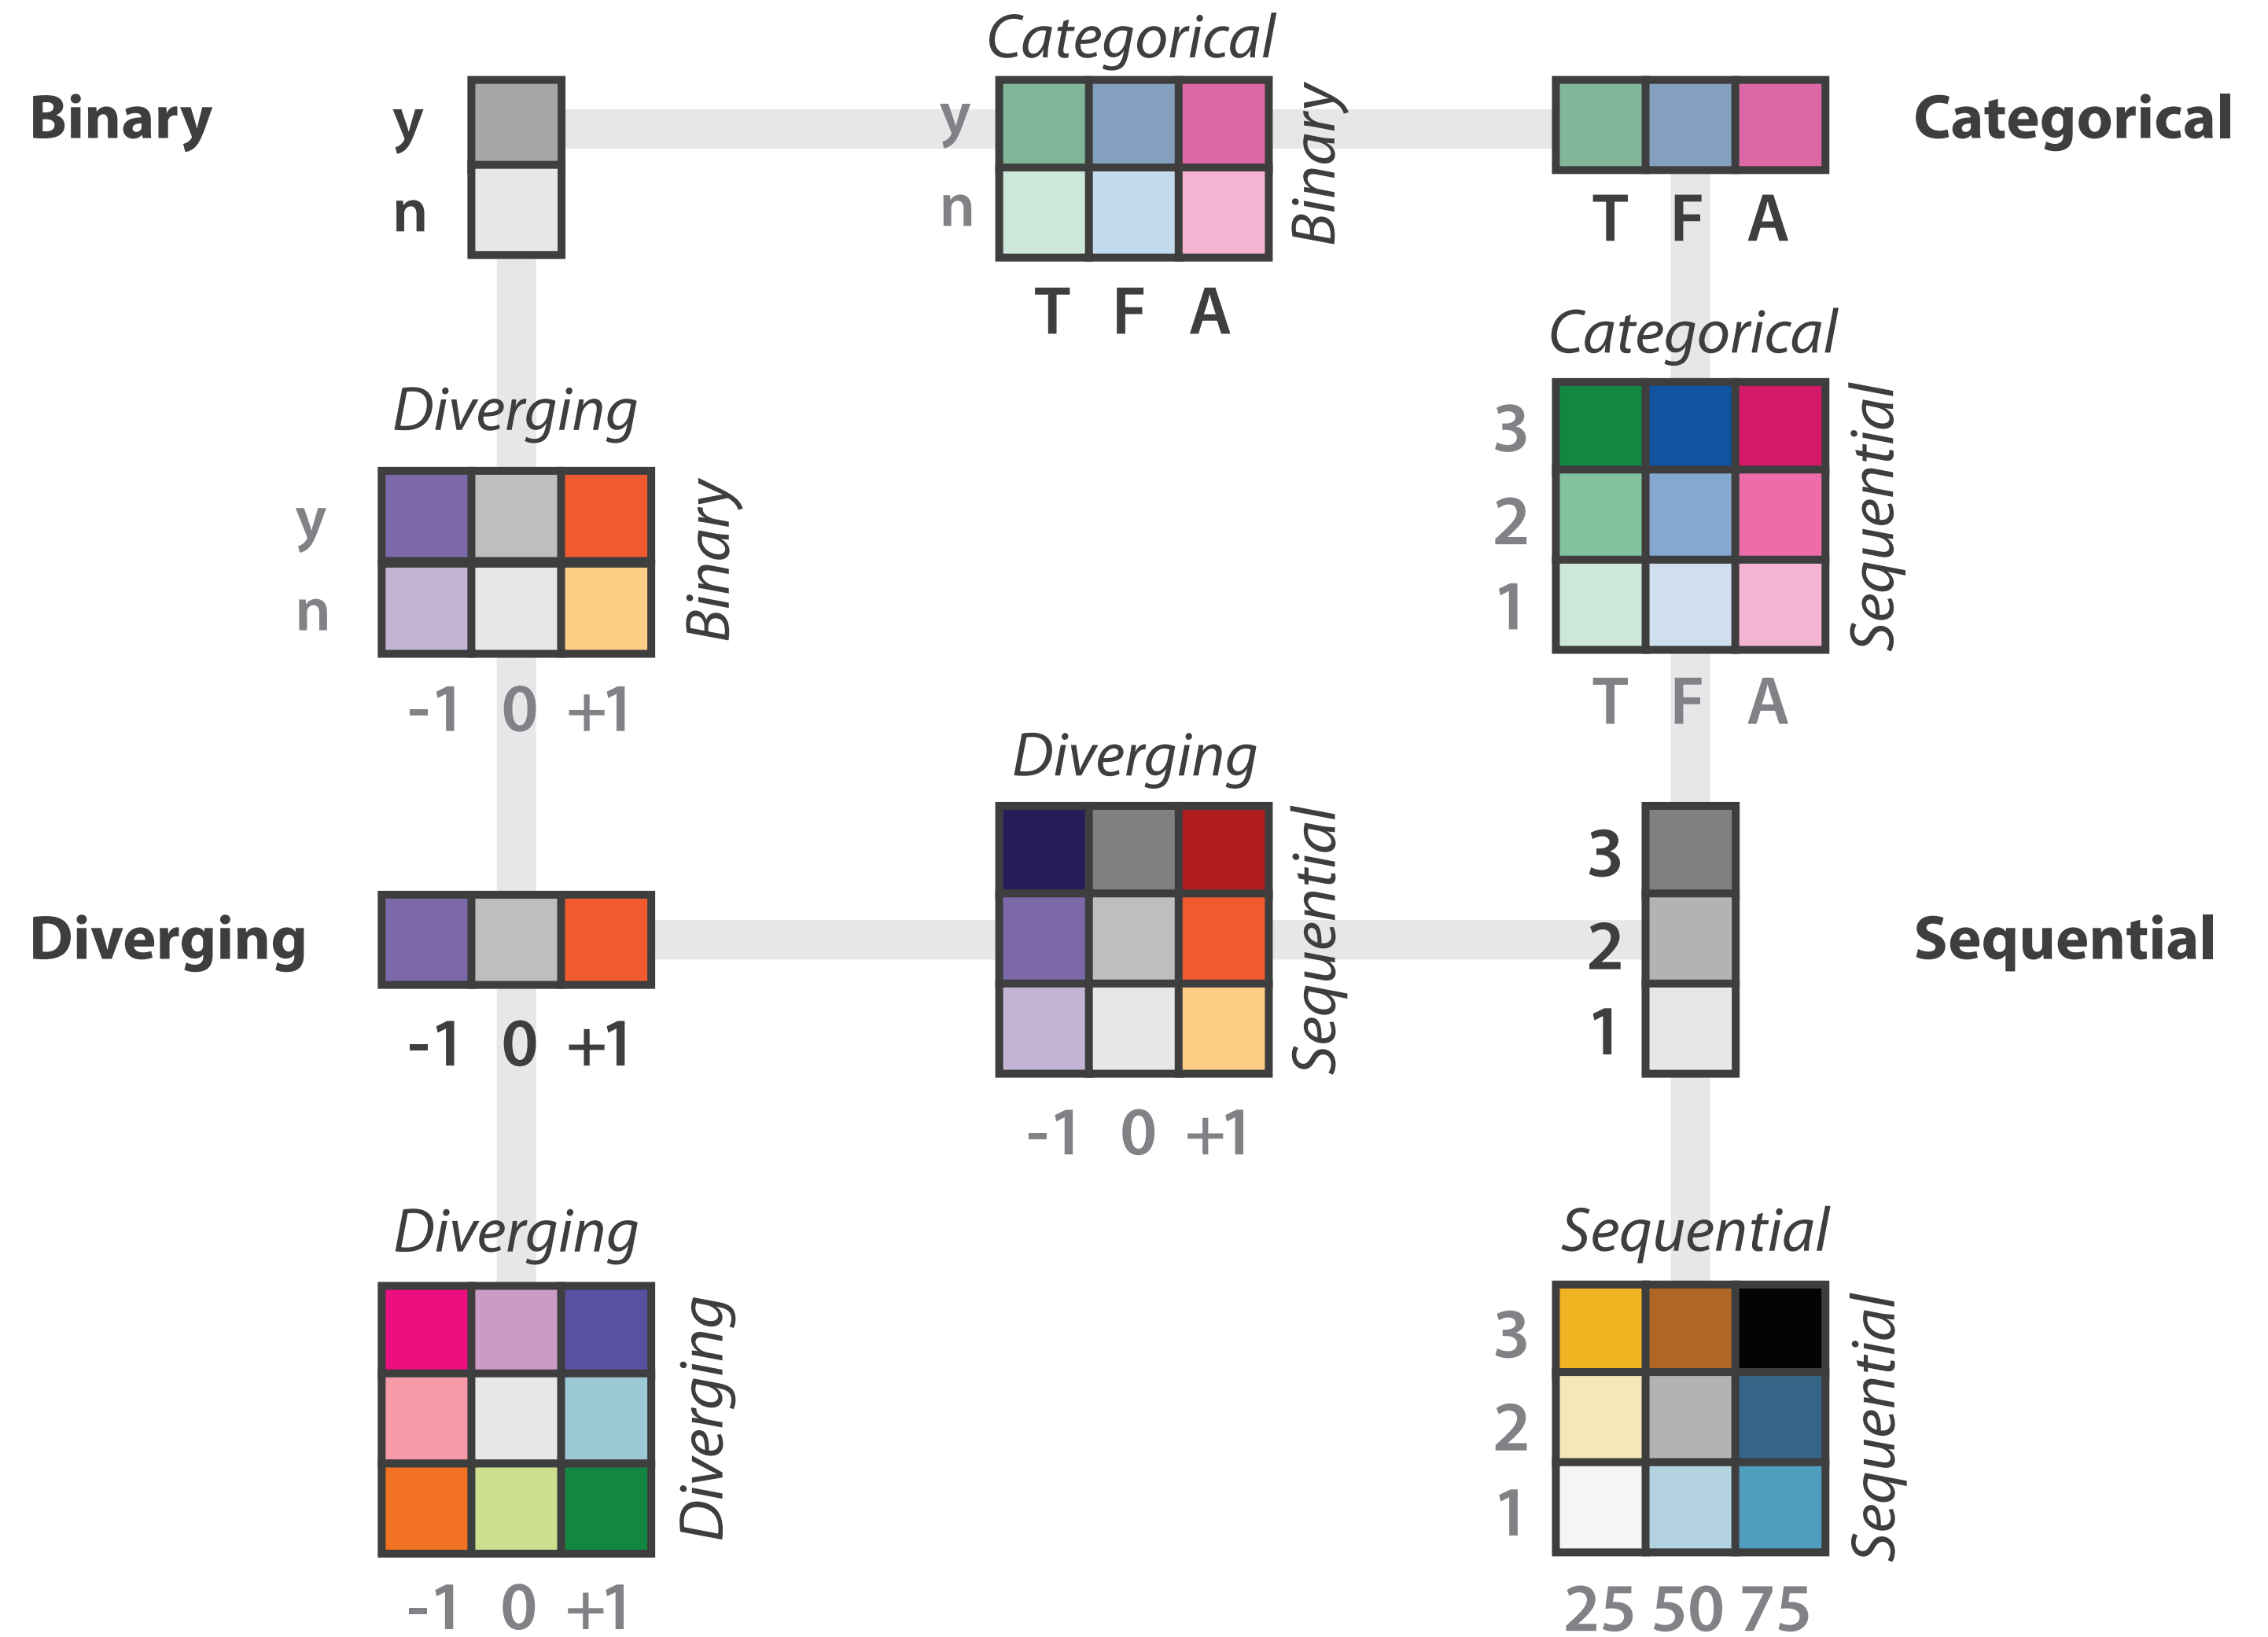 Categorical
Binary
y
y
Binary
Categorical
n
n
T F A
T F A
Categorical
Diverging
3
Sequential
y
Binary
2
n
1
-1 0 +1
T F A
Diverging
3
Sequential
Diverging
2
Sequential
1
-1 0 +1
-1 0 +1
Diverging
Sequential
Diverging
3
Sequential
2
1
-1 0 +1
25 50 75